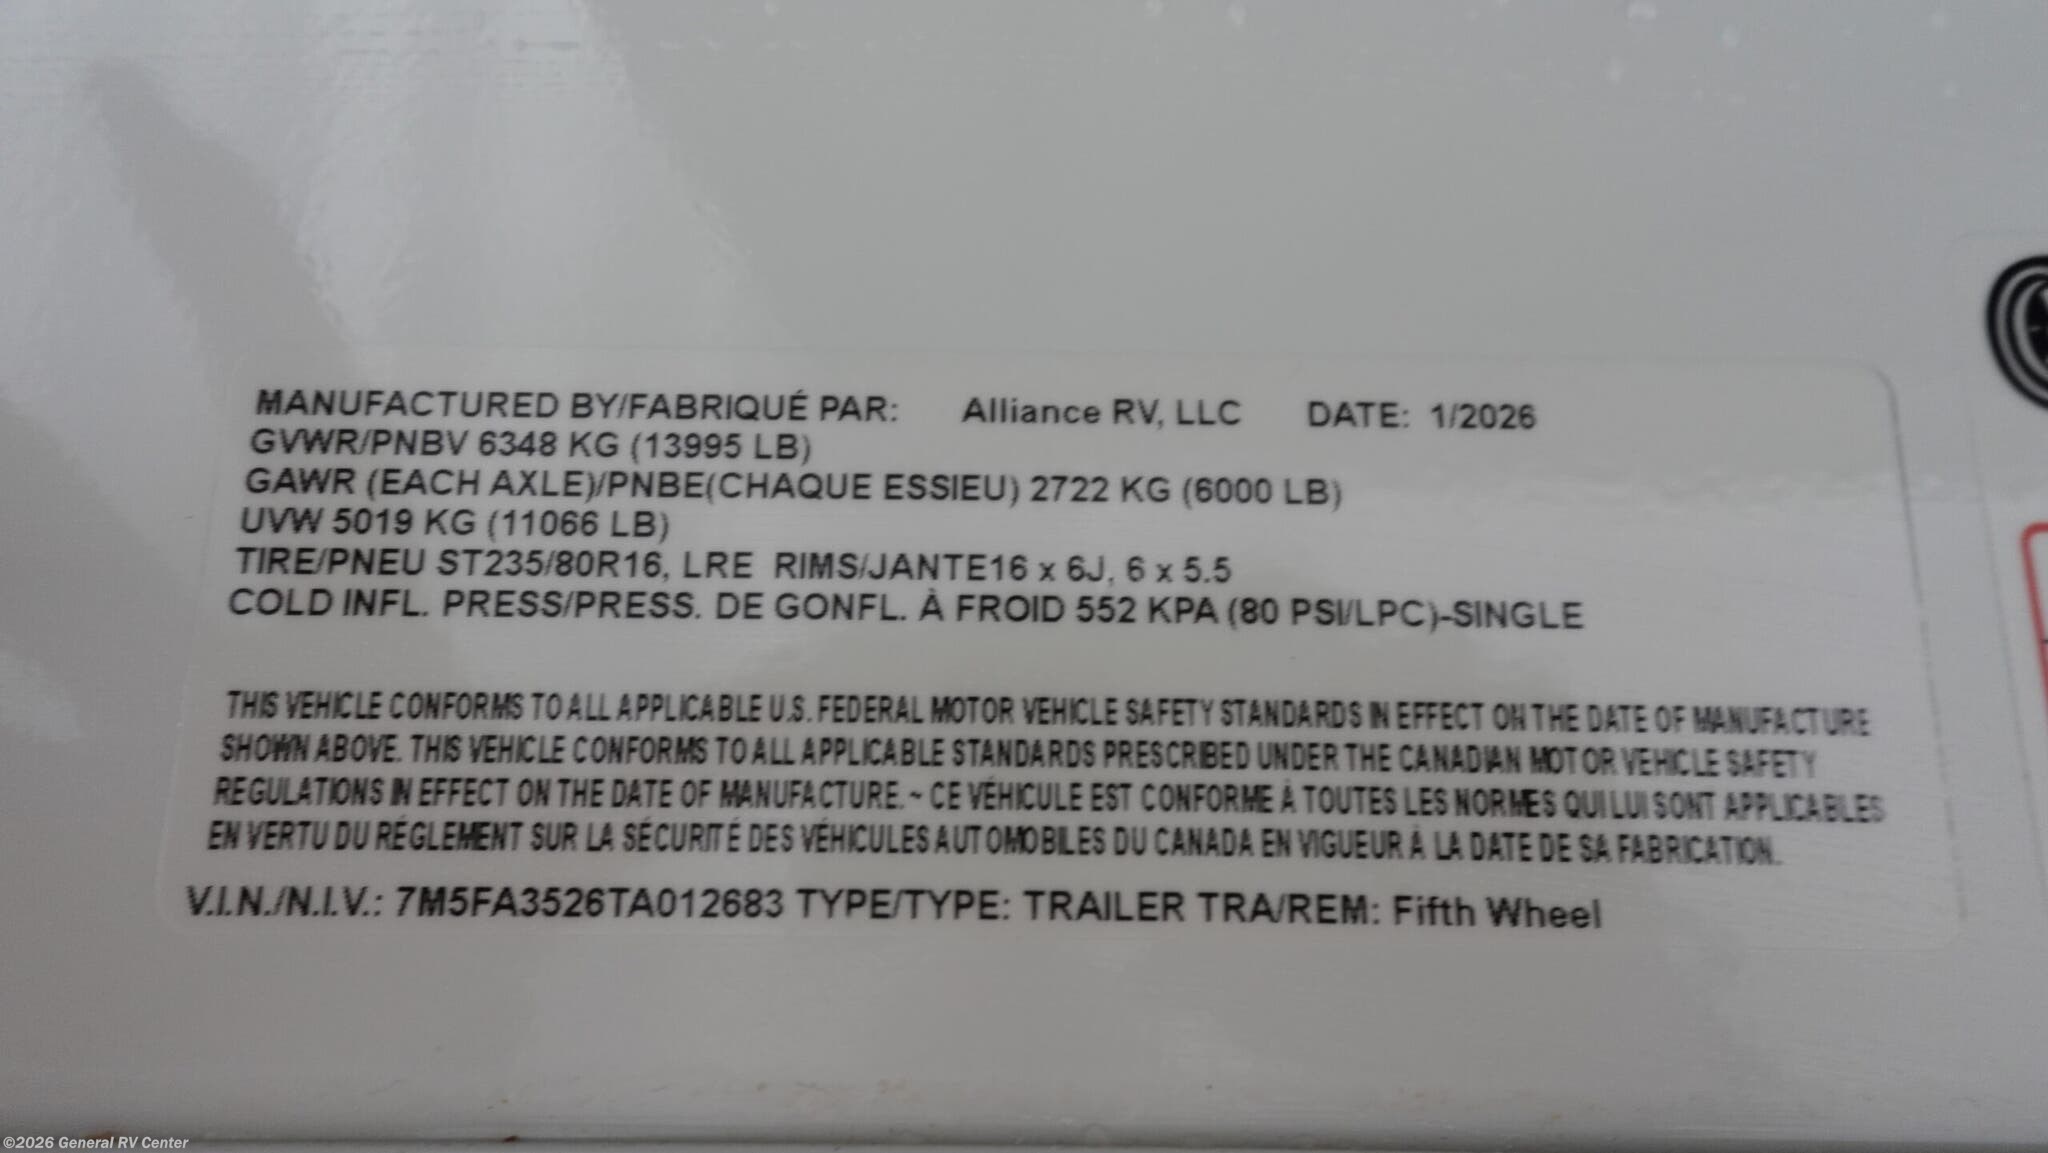 MANUFACTURED BY/FABRIQUÉ PAR: Alliance RV, LLC DATE: 1/2026
GVWR/PNBV 6348 KG (13995 LB)
GAWR (EACH AXLE)/PNBE(CHAQUE ESSIEU) 2722 KG (6000 LB)
UVW 5019 KG (11066 LB)
TIRE/PNEU ST235/80R16, LRE RIMS/JANTE16 x 6J, 6 x 5.5
COLD INFL. PRESS/PRESS. DE GONFL. À FROID 552 KPA (80 PSI/LPC)-SINGLE
THIS VEHICLE CONFORMS TO ALL APPLICABLE U.S. FEDERAL MOTOR VEHICLE SAFETY STANDARDS IN EFFECT ON THE DATE OF MANUFACTURE
SHOWN ABOVE. THIS VEHICLE CONFORMS TO ALL APPLICABLE STANDARDS PRESCRIBED UNDER THE CANADIAN MOTOR VEHICLE SAFETY
REGULATIONS IN EFFECT ON THE DATE OF MANUFACTURE. ~ CE VÉHICULE EST CONFORME À TOUTES LES NORMES QUI LUI SONT APPLICABLES
EN VERTU DU RÉGLEMENT SUR LA SÉCURITÉ DES VÉHICULES AUTOMOBILES DU CANADA EN VIGUEUR À LA DATE DE SA FABRICATION.
V.I.N./N.I.V.: 7M5FA3526TA012683 TYPE/TYPE: TRAILER TRA/REM: Fifth Wheel
©2026 General RV Center